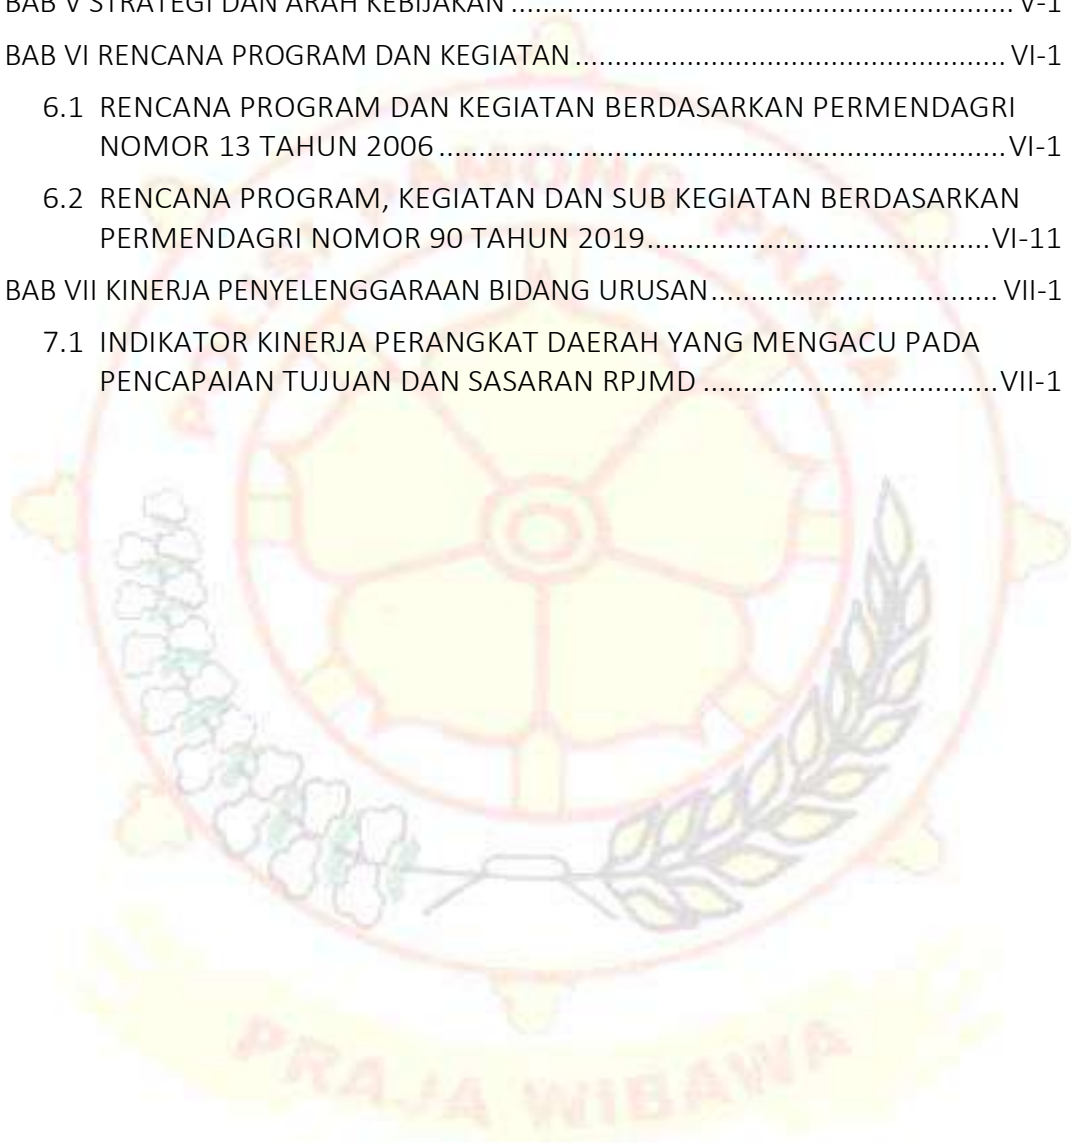 BAB V STRATEGI DAN ARAH KEBIJAKAN ................................................................ V-1
BAB VI RENCANA PROGRAM DAN KEGIATAN ....................................................... VI-1
6.1 RENCANA PROGRAM DAN KEGIATAN BERDASARKAN PERMENDAGRI
NOMOR 13 TAHUN 2006 ........................................................................ VI-1
6.2 RENCANA PROGRAM, KEGIATAN DAN SUB KEGIATAN BERDASARKAN
PERMENDAGRI NOMOR 90 TAHUN 2019 ........................................... VI-11
BAB VII KINERJA PENYELENGGARAAN BIDANG URUSAN ..................................... VII-1
7.1 INDIKATOR KINERJA PERANGKAT DAERAH YANG MENGACU PADA
PENCAPAIAN TUJUAN DAN SASARAN RPJMD ..................................... VII-1
PRAJA WIBAWA